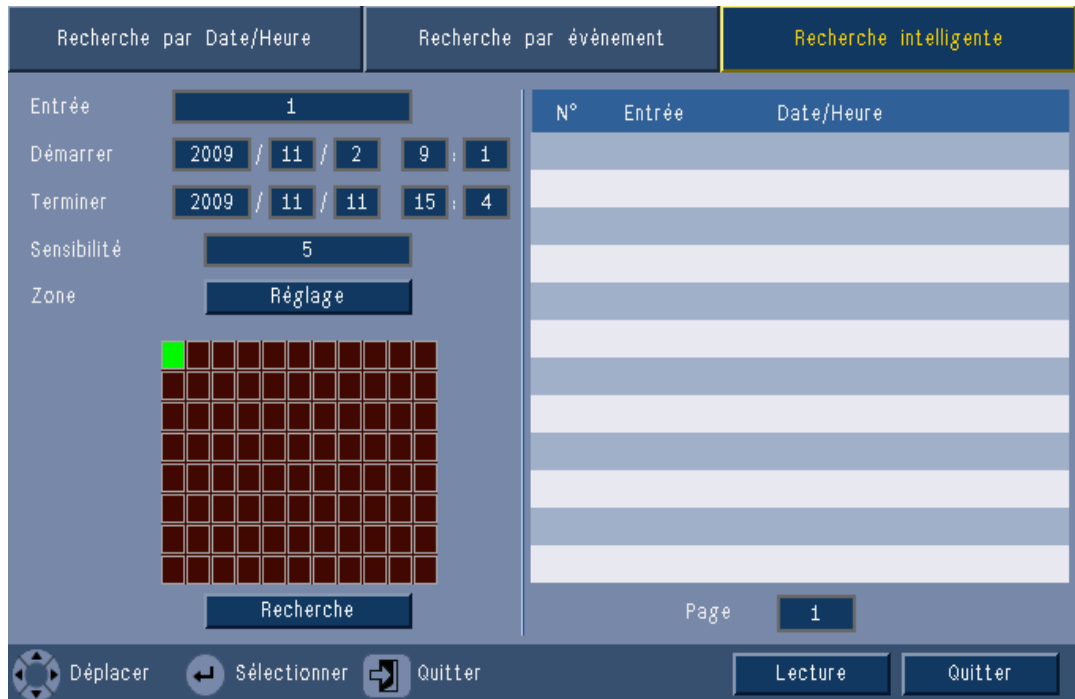 Recherche par Date/Heure
Recherche par évènement
Recherche intelligente
Entrée 1
Démarrer 2009 / 11 / 2 9 : 1
Terminer 2009 / 11 / 11 15 : 4
Sensibilité 5
Zone Réglage
Recherche
N° Entrée Date/Heure
Page 1
Déplacer Sélectionner Quitter
Lecture Quitter